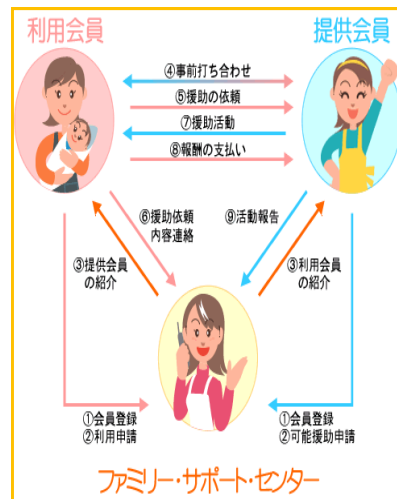 利用会員
提供会員
④事前打ち合わせ
⑤援助の依頼
⑦援助活動
⑧報酬の支払い
⑥援助依頼
内容連絡
⑨活動報告
③提供会員
の紹介
③利用会員
の紹介
①会員登録
②利用申請
①会員登録
②可能援助申請
ファミリー・サポート・センター